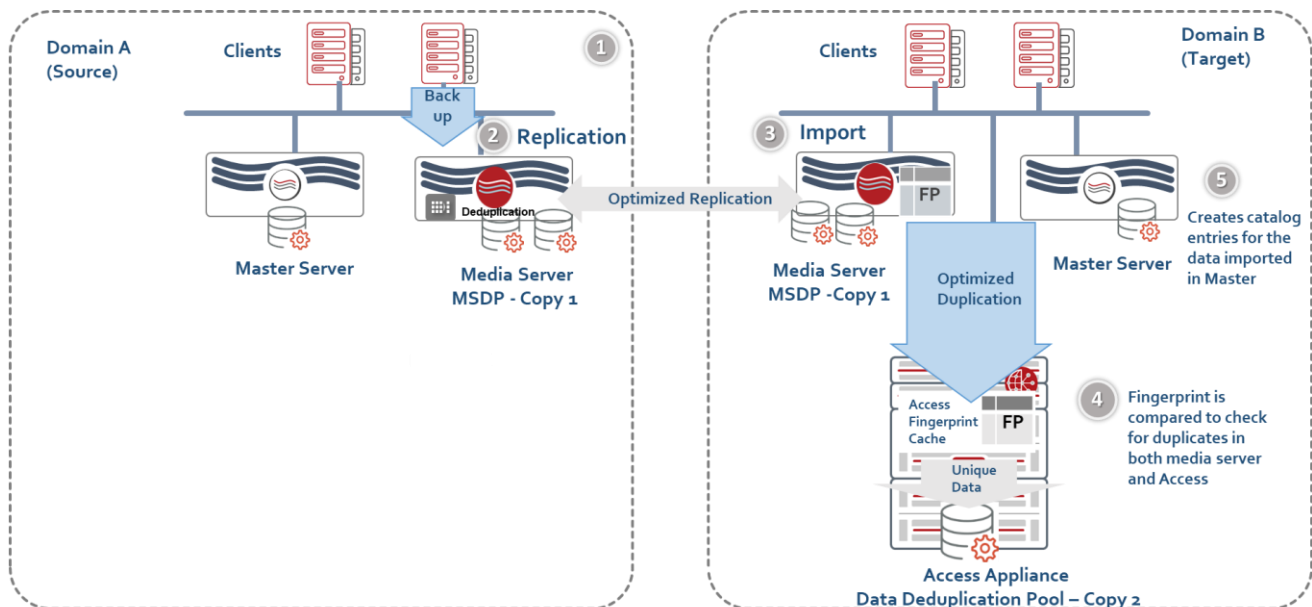 Domain A
(Source)
Clients
1
Back
up
2
Replication
Deduplication
Master Server
Media Server
MSDP - Copy 1
Optimized Replication
Domain B
(Target)
Clients
3
Import
FP
Media Server
MSDP -Copy 1
Optimized
Duplication
Master Server
5
Creates catalog
entries for the
data imported
in Master
Access
Fingerprint
Cache
FP
4
Fingerprint is
compared to check
for duplicates in
both media server
and Access
Unique
Data
Access Appliance
Data Deduplication Pool – Copy 2